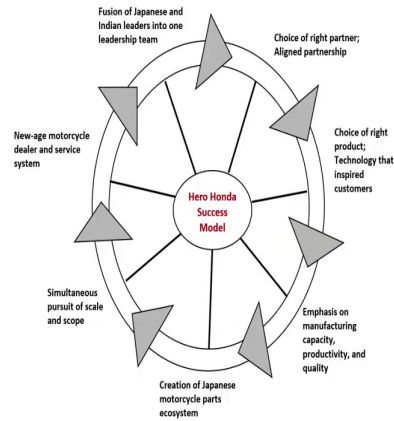 Fusion of Japanese and
Indian leaders into one
leadership team
Choice of right partner;
Aligned partnership
Choice of right
product;
Technology that
inspired
customers
Emphasis on
manufacturing
capacity,
productivity, and
quality
Creation of Japanese
motorcycle parts
ecosystem
Simultaneous
pursuit of scale
and scope
New-age motorcycle
dealer and service
system
Hero Honda
Success
Model